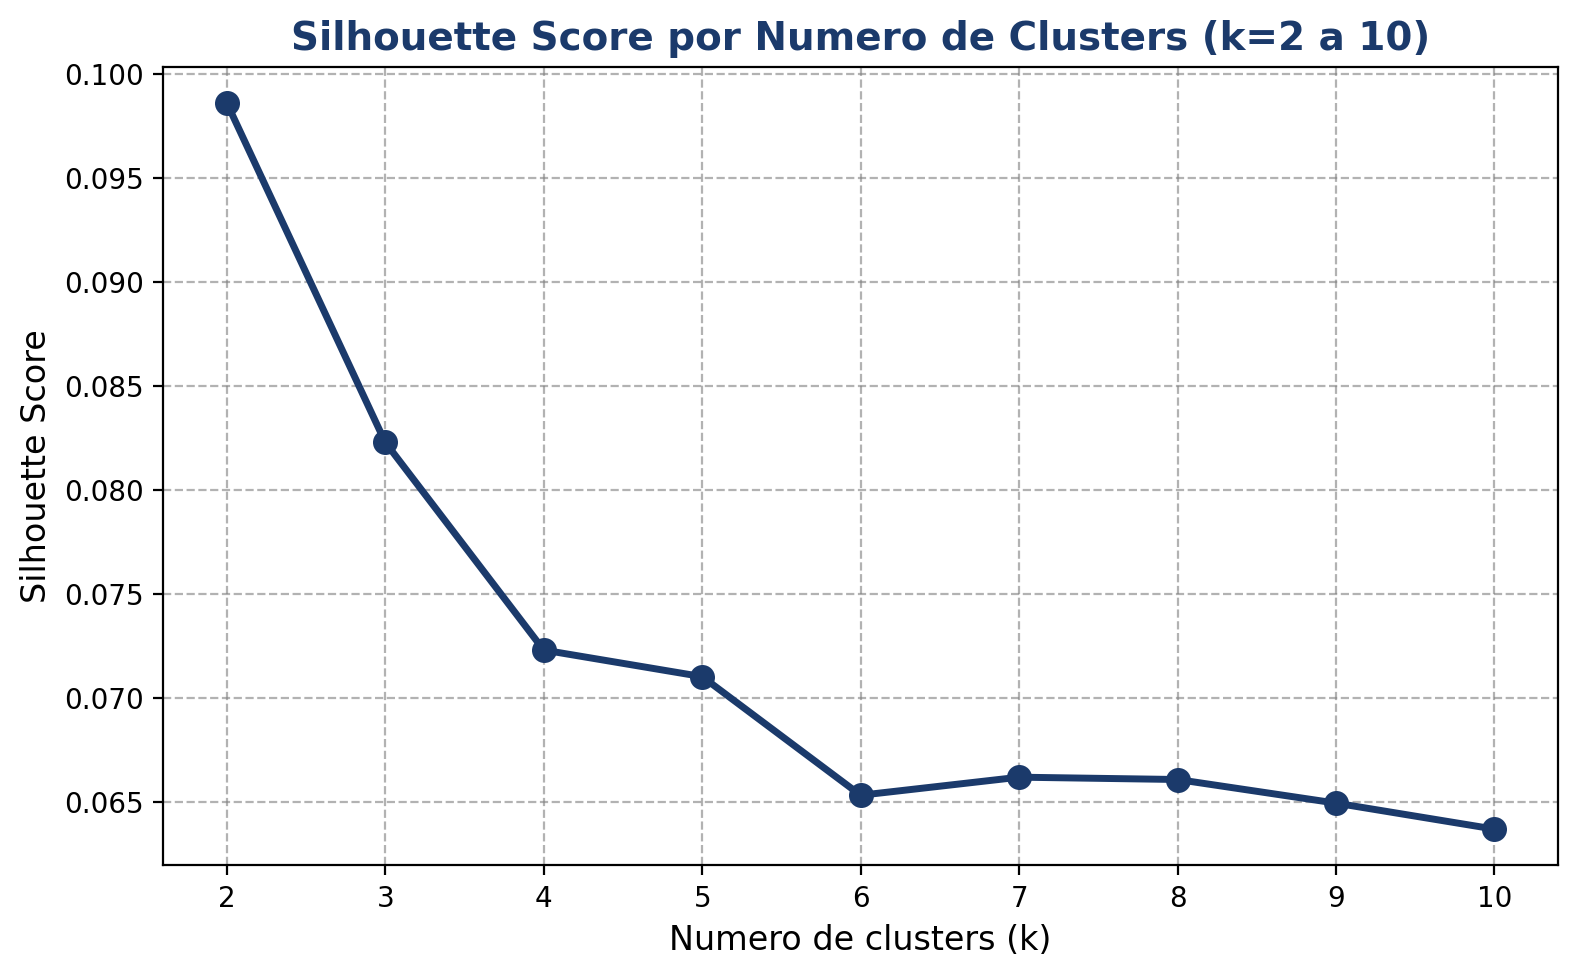 Silhouette Score por Numero de Clusters (k=2 a 10)
Silhouette Score
0.100
0.095
0.090
0.085
0.080
0.075
0.070
0.065
2 3 4 5 6 7 8 9 10
Numero de clusters (k)